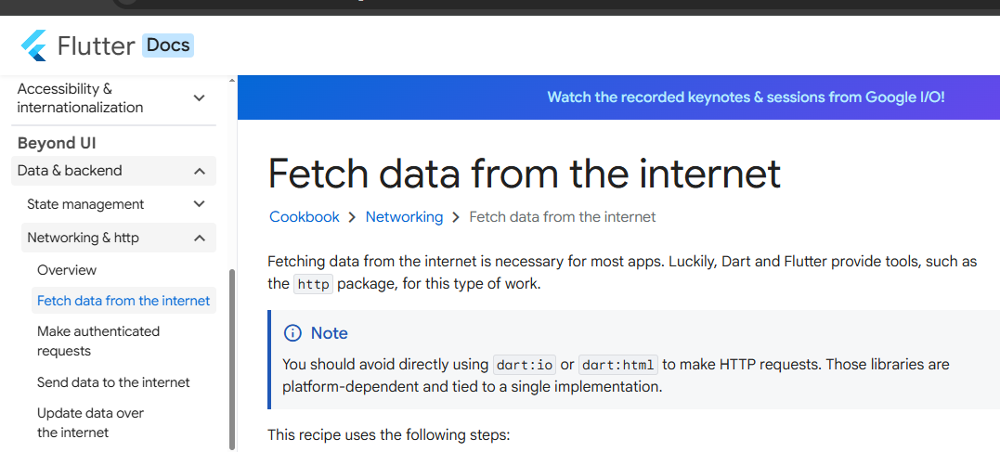 Flutter Docs
Accessibility &
internationalization
Beyond UI
Data & backend
State management
Networking & http
Overview
Fetch data from the internet
Make authenticated
requests
Send data to the internet
Update data over
the internet
Watch the recorded keynotes & sessions from Google I/O!
Fetch data from the internet
Cookbook > Networking > Fetch data from the internet
Fetching data from the internet is necessary for most apps. Luckily, Dart and Flutter provide tools, such as
the http package, for this type of work.
Note
You should avoid directly using dart:io or dart:html to make HTTP requests. Those libraries are
platform-dependent and tied to a single implementation.
This recipe uses the following steps: